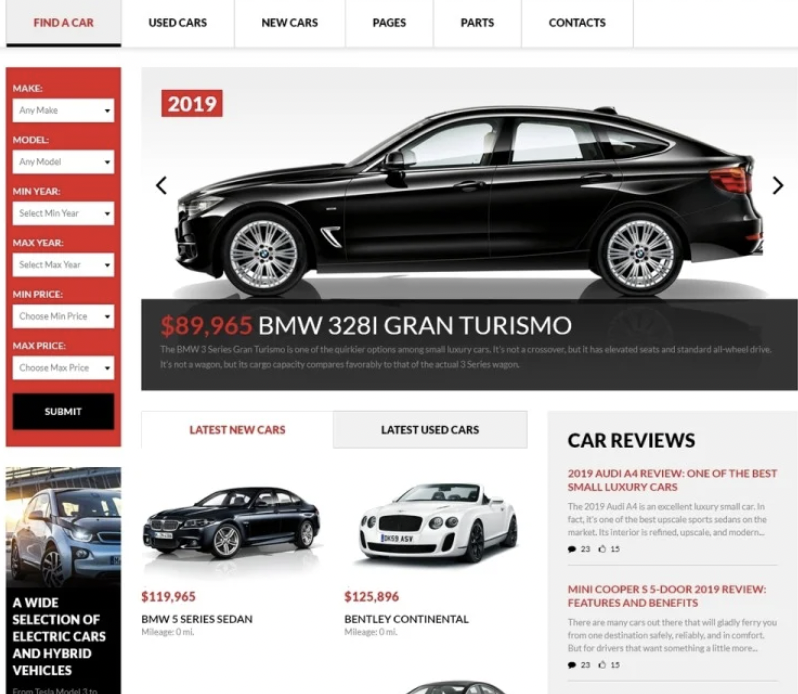 FIND A CAR
USED CARS
NEW CARS
PAGES
PARTS
CONTACTS
MAKE:
Any Make
MODEL:
Any Model
MIN YEAR:
Select Min Year
MAX YEAR:
Select Max Year
MIN PRICE:
Choose Min Price
MAX PRICE:
Choose Max Price
SUBMIT
2019
$89,965 BMW 328I GRAN TURISMO
The BMW 3 Series Gran Turismo is one of the quirkier options among small luxury cars. It's not a crossover, but it has elevated seats and standard all-wheel drive.
It's not a wagon, but its cargo capacity compares favorably to that of the actual 3 Series wagon.
A WIDE
SELECTION OF
ELECTRIC CARS
AND HYBRID
VEHICLES
From Tesla Model 3 to
LATEST NEW CARS
LATEST USED CARS
$119,965
BMW 5 SERIES SEDAN
Mileage: 0 mi.
DK59 ASV
$125,896
BENTLEY CONTINENTAL
Mileage: 0 mi.
CAR REVIEWS
2019 AUDI A4 REVIEW: ONE OF THE BEST
SMALL LUXURY CARS
The 2019 Audi A4 is an excellent luxury small car. In
fact, it's one of the best upscale sports sedans on the
market. Its interior is refined, upscale, and modern...
23 15
MINI COOPER S 5-DOOR 2019 REVIEW:
FEATURES AND BENEFITS
There are many cars out there that will gladly ferry you
from one destination safely, reliably, and in comfort.
But for drivers that want something a little more...
23 15